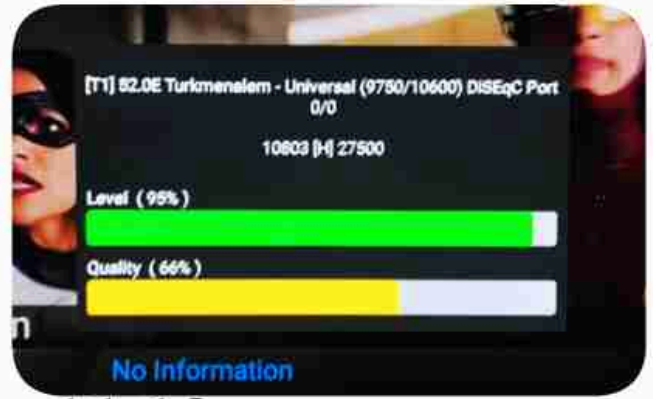 [T1] 52.0E Turkmenalem - Universal (9750/10600) DISEqC Port
0/0
10803 [H] 27500
Level (95%)
Quality (66%)
n
No Information